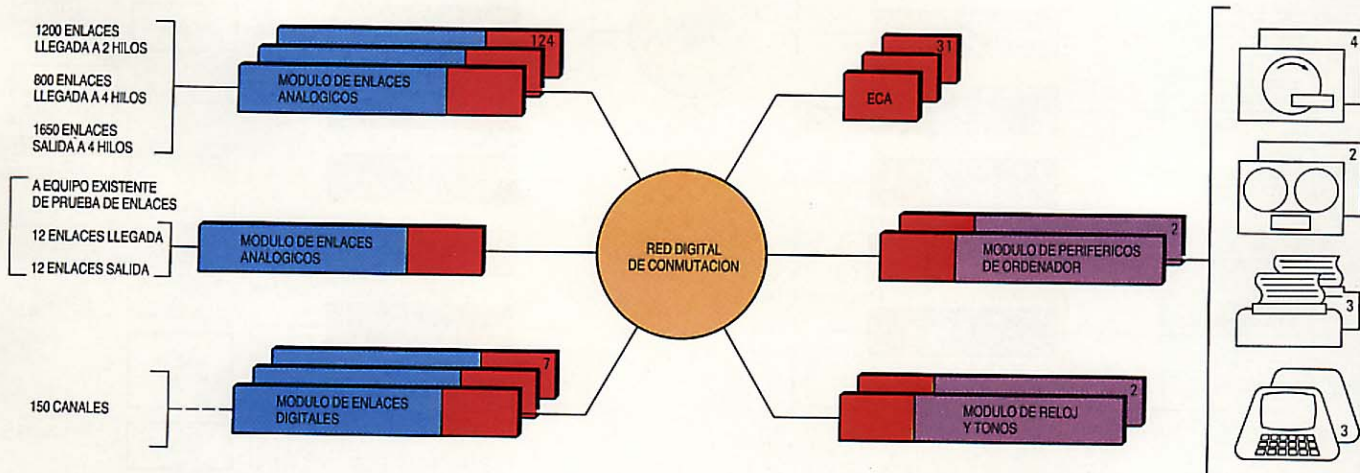 1200 ENLACES
LLEGADA A 2 HILOS
800 ENLACES
LLEGADA A 4 HILOS
1650 ENLACES
SALIDA A 4 HILOS
124
MODULO DE ENLACES
ANALOGICOS
A EQUIPO EXISTENTE
DE PRUEBA DE ENLACES
12 ENLACES LLEGADA
12 ENLACES SALIDA
MODULO DE ENLACES
ANALOGICOS
150 CANALES
7
MODULO DE ENLACES
DIGITALES
RED DIGITAL
DE CONMUTACION
31
ECA
2
MODULO DE PERIFERICOS
DE ORDENADOR
2
MODULO DE RELOJ
Y TONOS
4
2
3
3